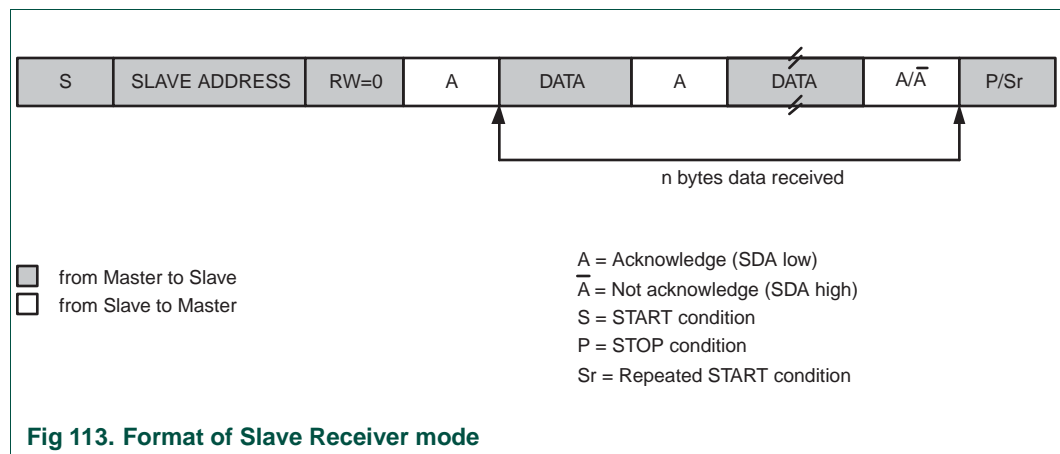 S SLAVE ADDRESS RW=0 A DATA A DATA A/A̅ P/Sr
n bytes data received
from Master to Slave
from Slave to Master
A = Acknowledge (SDA low)
A̅ = Not acknowledge (SDA high)
S = START condition
P = STOP condition
Sr = Repeated START condition
Fig 113. Format of Slave Receiver mode